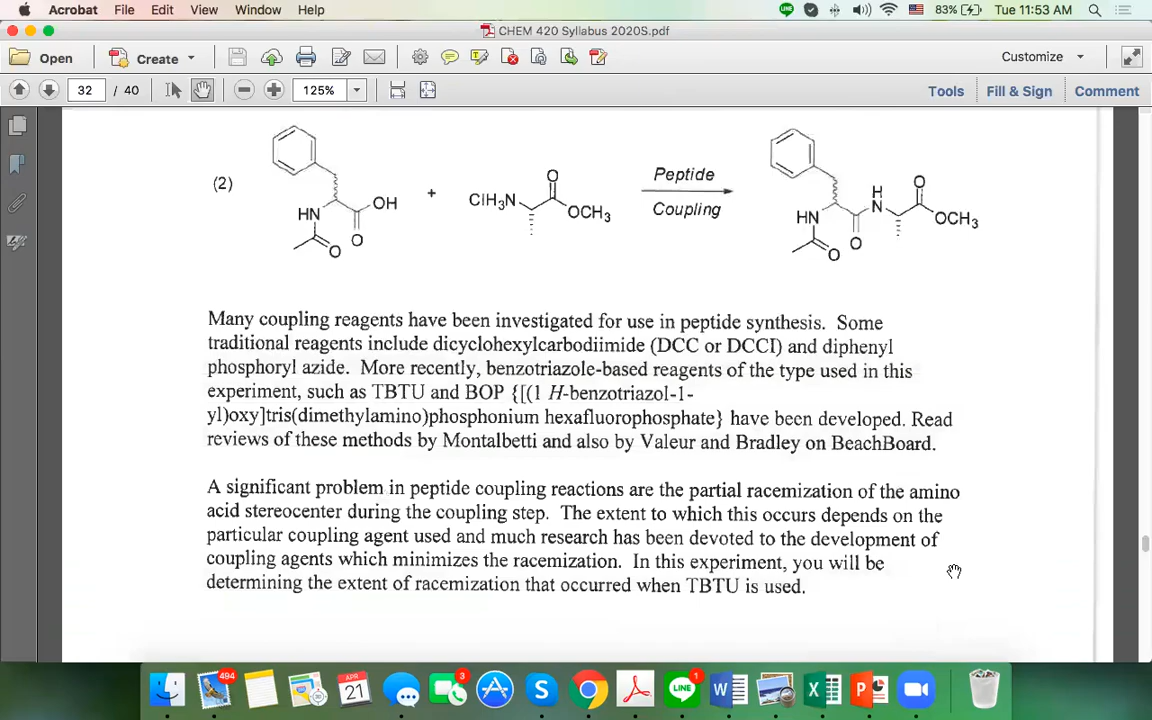 Acrobat File Edit View Window Help 83% Tue 11:53 AM
CHEM 420 Syllabus 2020S.pdf
Open Create Customize
32 / 40 125% Tools Fill & Sign Comment
(2)
HN
O
OH
O
+
ClH3N
O
OCH3
Peptide
Coupling
HN
O
O
H
N
O
OCH3
Many coupling reagents have been investigated for use in peptide synthesis. Some
traditional reagents include dicyclohexylcarbodiimide (DCC or DCCI) and diphenyl
phosphoryl azide. More recently, benzotriazole-based reagents of the type used in this
experiment, such as TBTU and BOP {[(1 H-benzotriazol-1-
yl)oxy]tris(dimethylamino)phosphonium hexafluorophosphate} have been developed. Read
reviews of these methods by Montalbetti and also by Valeur and Bradley on BeachBoard.
A significant problem in peptide coupling reactions are the partial racemization of the amino
acid stereocenter during the coupling step. The extent to which this occurs depends on the
particular coupling agent used and much research has been devoted to the development of
coupling agents which minimizes the racemization. In this experiment, you will be
determining the extent of racemization that occurred when TBTU is used.
494 APR 21 3 1